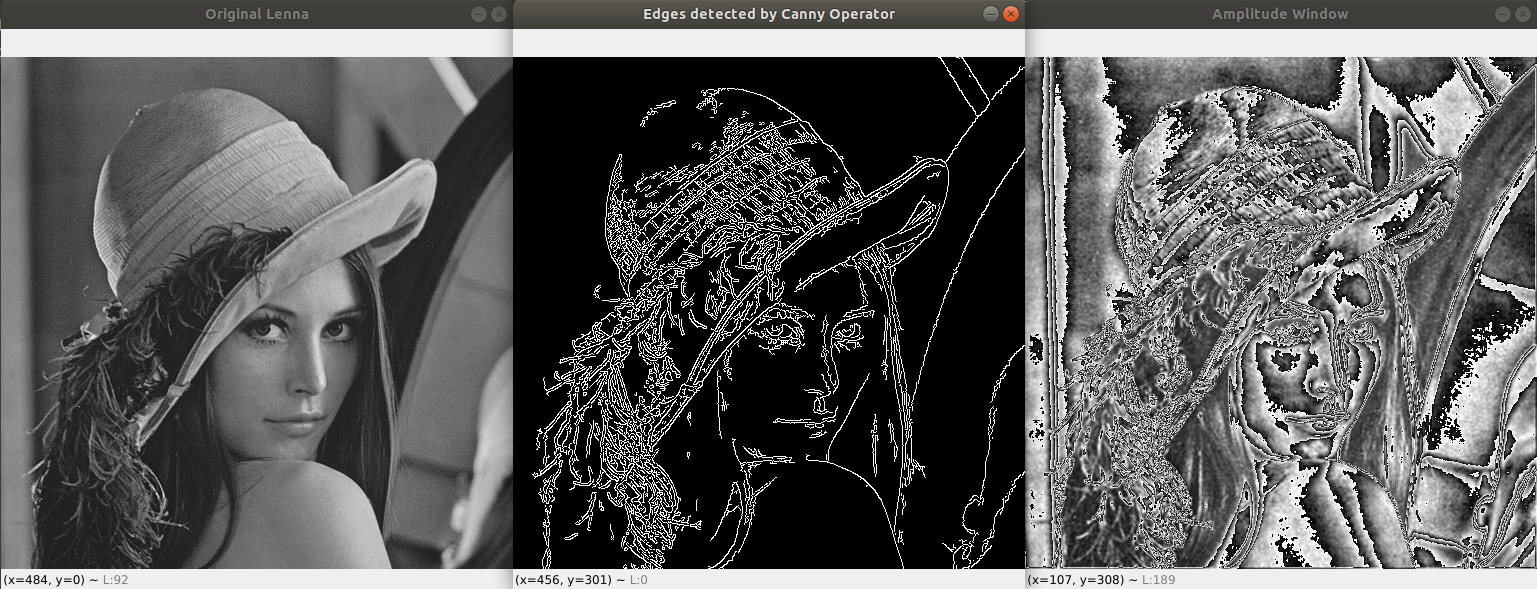 Original Lenna
Edges detected by Canny Operator
Amplitude Window
(x=484, y=0) ~ L:92
(x=456, y=301) ~ L:0
(x=107, y=308) ~ L:189